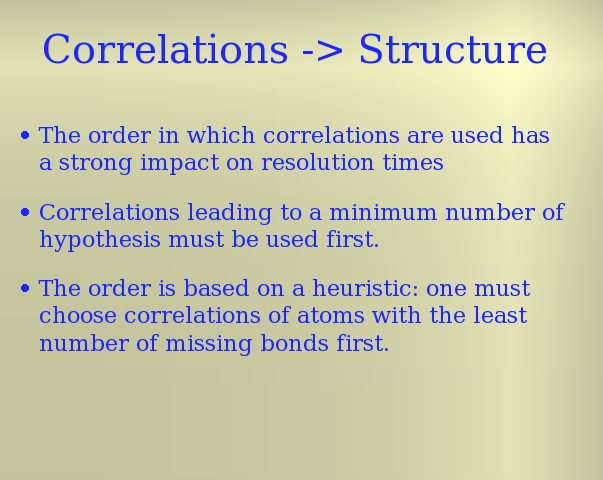 Correlations -> Structure
• The order in which correlations are used has
a strong impact on resolution times
• Correlations leading to a minimum number of
hypothesis must be used first.
• The order is based on a heuristic: one must
choose correlations of atoms with the least
number of missing bonds first.